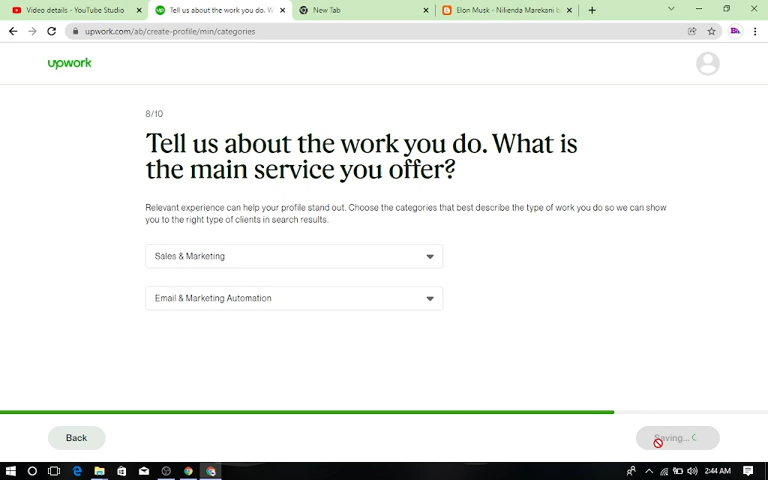 Video details - YouTube Studio
Tell us about the work you do. W
New Tab
Elon Musk - Nilienda Marekani b
upwork.com/ab/create-profile/min/categories
upwork
8/10
Tell us about the work you do. What is
the main service you offer?
Relevant experience can help your profile stand out. Choose the categories that best describe the type of work you do so we can show
you to the right type of clients in search results.
Sales & Marketing
Email & Marketing Automation
Back
Saving...
2:44 AM